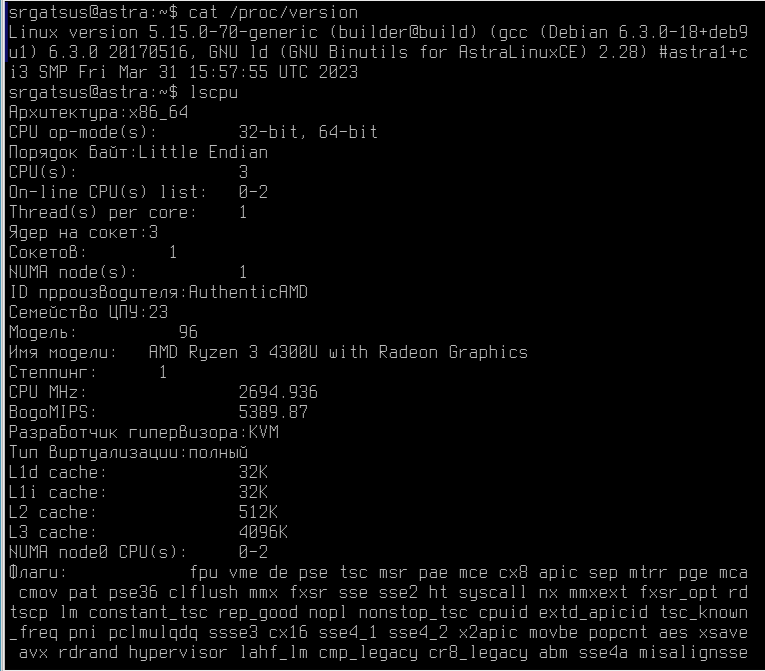 srgatsus@astra:~$ cat /proc/version
Linux version 5.15.0-70-generic (builder@build) (gcc (Debian 6.3.0-18+deb9
u1) 6.3.0 20170516, GNU ld (GNU Binutils for AstraLinuxCE) 2.28) #astra1+c
i3 SMP Fri Mar 31 15:57:55 UTC 2023
srgatsus@astra:~$ lscpu
Архитектура:x86_64
CPU op-mode(s):        32-bit, 64-bit
Порядок байт:Little Endian
CPU(s):                3
On-line CPU(s) list:   0-2
Thread(s) per core:    1
Ядер на сокет:3
Сокетов:         1
NUMA node(s):          1
ID прроизводителя:AuthenticAMD
Семейство ЦПУ:23
Модель:          96
Имя модели:   AMD Ryzen 3 4300U with Radeon Graphics
Степпинг:      1
CPU MHz:               2694.936
BogoMIPS:              5389.87
Разработчик гипервизора:KVM
Тип виртуализации:полный
L1d cache:             32K
L1i cache:             32K
L2 cache:              512K
L3 cache:              4096K
NUMA node0 CPU(s):     0-2
Флаги:            fpu vme de pse tsc msr pae mce cx8 apic sep mtrr pge mca
cmov pat pse36 clflush mmx fxsr sse sse2 ht syscall nx mmxext fxsr_opt rd
tscp lm constant_tsc rep_good nopl nonstop_tsc cpuid extd_apicid tsc_known
_freq pni pclmulqdq ssse3 cx16 sse4_1 sse4_2 x2apic movbe popcnt aes xsave
avx rdrand hypervisor lahf_lm cmp_legacy cr8_legacy abm sse4a misalignsse